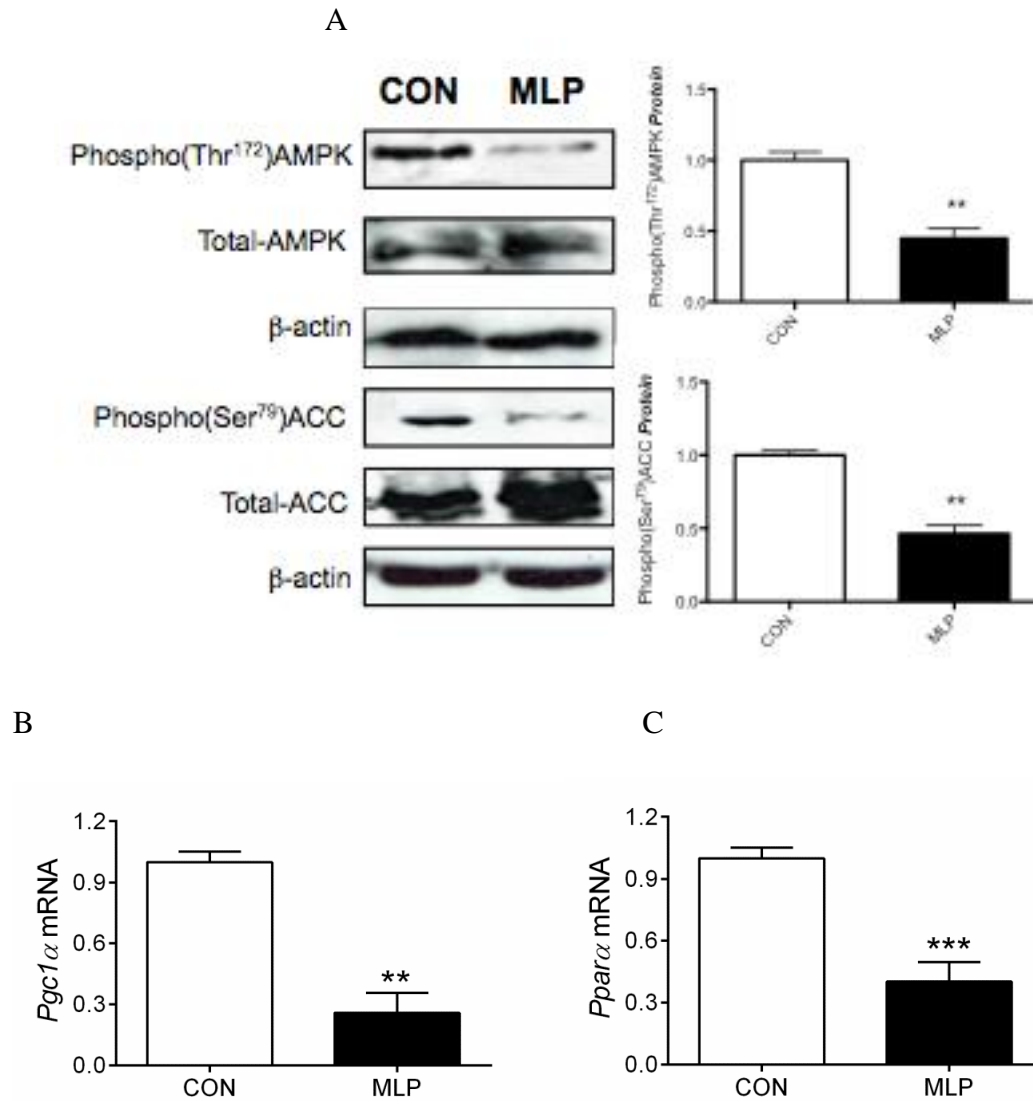 A
CON MLP
Phospho(Thr¹⁷²)AMPK
Total-AMPK
β-actin
Phospho(Ser⁷⁹)ACC
Total-ACC
β-actin
Phospho(Thr¹⁷²)AMPK Protein
1.5
1.0
0.5
0.0
**
CON MLP
Phospho(Ser⁷⁹)ACC Protein
1.5
1.0
0.5
0.0
**
CON MLP
B
Pgc1α mRNA
1.2
0.9
0.6
0.3
0.0
**
CON MLP
C
Pparα mRNA
1.2
0.9
0.6
0.3
0.0
***
CON MLP